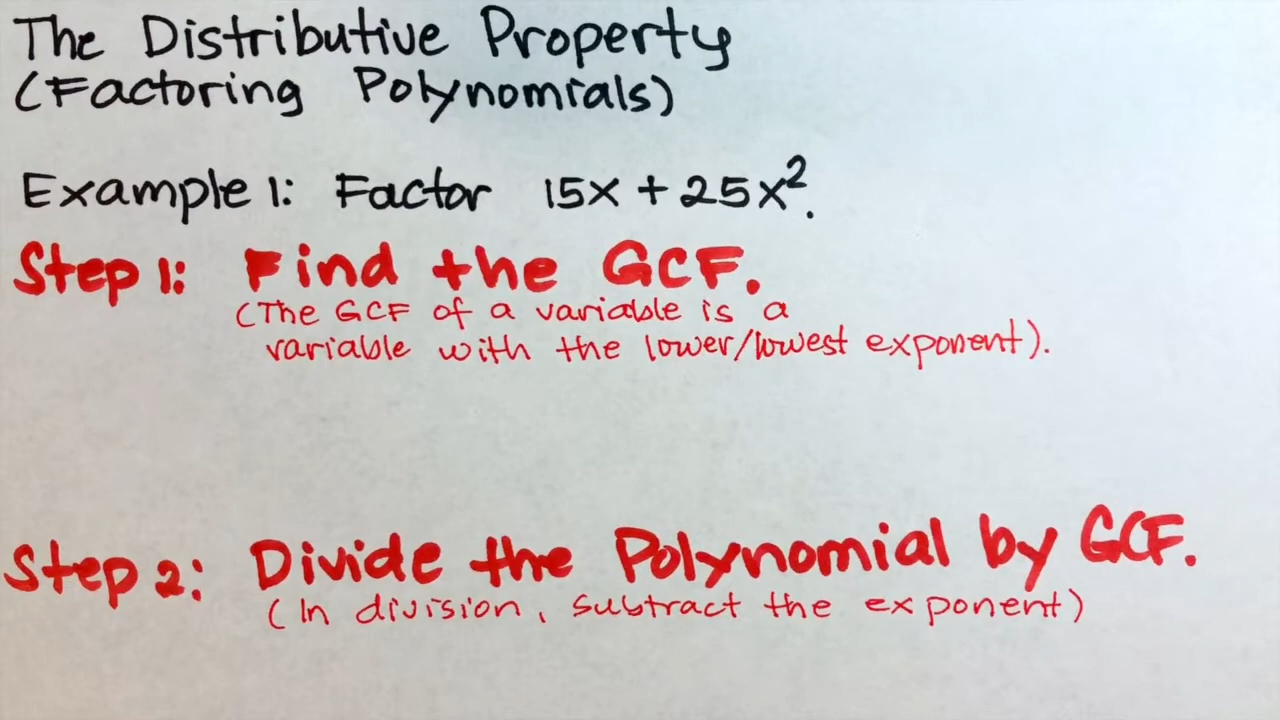 The Distributive Property
(Factoring Polynomials)
Example 1: Factor 15x + 25x².
Step 1: Find the GCF.
(The GCF of a variable is a
variable with the lower/lowest exponent).
Step 2: Divide the Polynomial by GCF.
(In division, subtract the exponent)